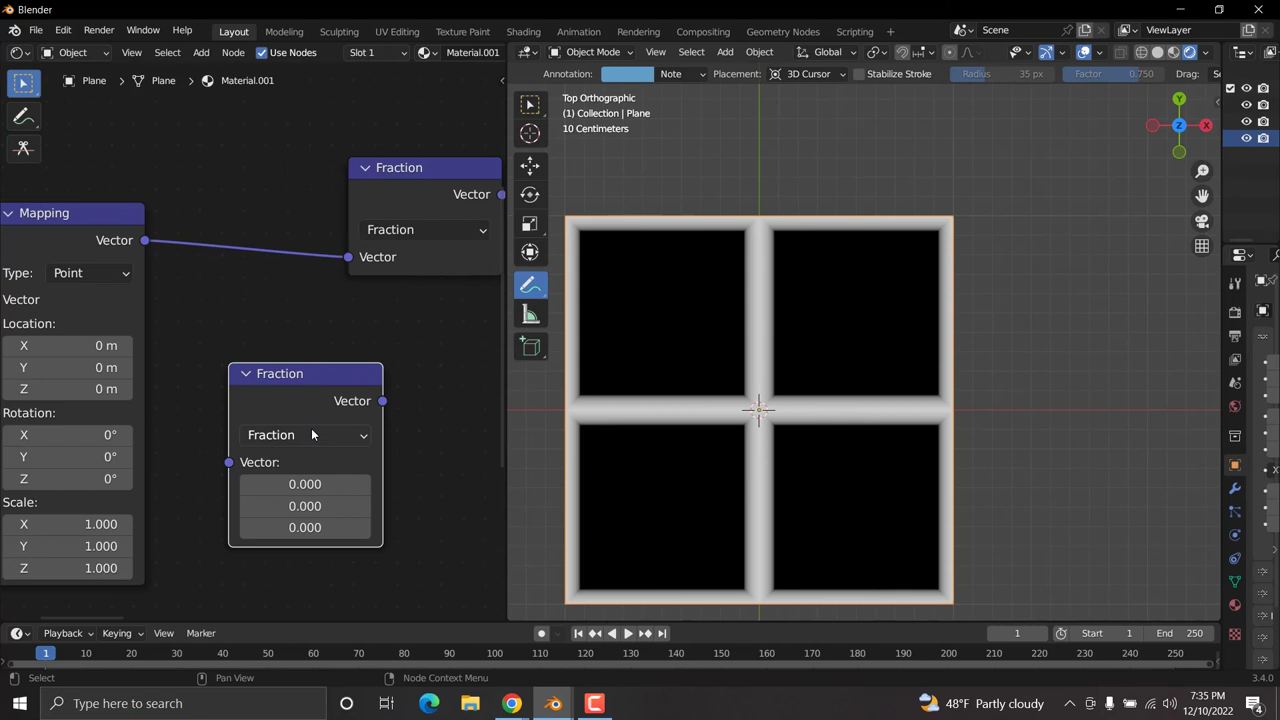 Blender
File Edit Render Window Help Layout Modeling Sculpting UV Editing Texture Paint Shading Animation Rendering Compositing Geometry Nodes Scripting Scene ViewLayer
Object View Select Add Node Use Nodes Slot 1 Material.001 Object Mode View Select Add Object Global
Plane Plane Material.001 Annotation: Note Placement: 3D Cursor Stabilize Stroke Radius 35 px Factor 0.750 Drag:
Top Orthographic
(1) Collection | Plane
10 Centimeters
Y
X
Z
Fraction
Vector
Fraction
Vector
Mapping
Vector
Type: Point
Vector
Location:
X 0 m
Y 0 m
Z 0 m
Rotation:
X 0°
Y 0°
Z 0°
Scale:
X 1.000
Y 1.000
Z 1.000
Fraction
Vector
Fraction
Vector:
0.000
0.000
0.000
Playback Keying View Marker 1 Start 1 End 250
1 10 20 30 40 50 60 70 80 90 100 110 120 130 140 150 160 170 180 190 200 210 220 230 240 250
Select Pan View Node Context Menu 3.4.0
Type here to search 48°F Partly cloudy 7:35 PM
12/10/2022 4